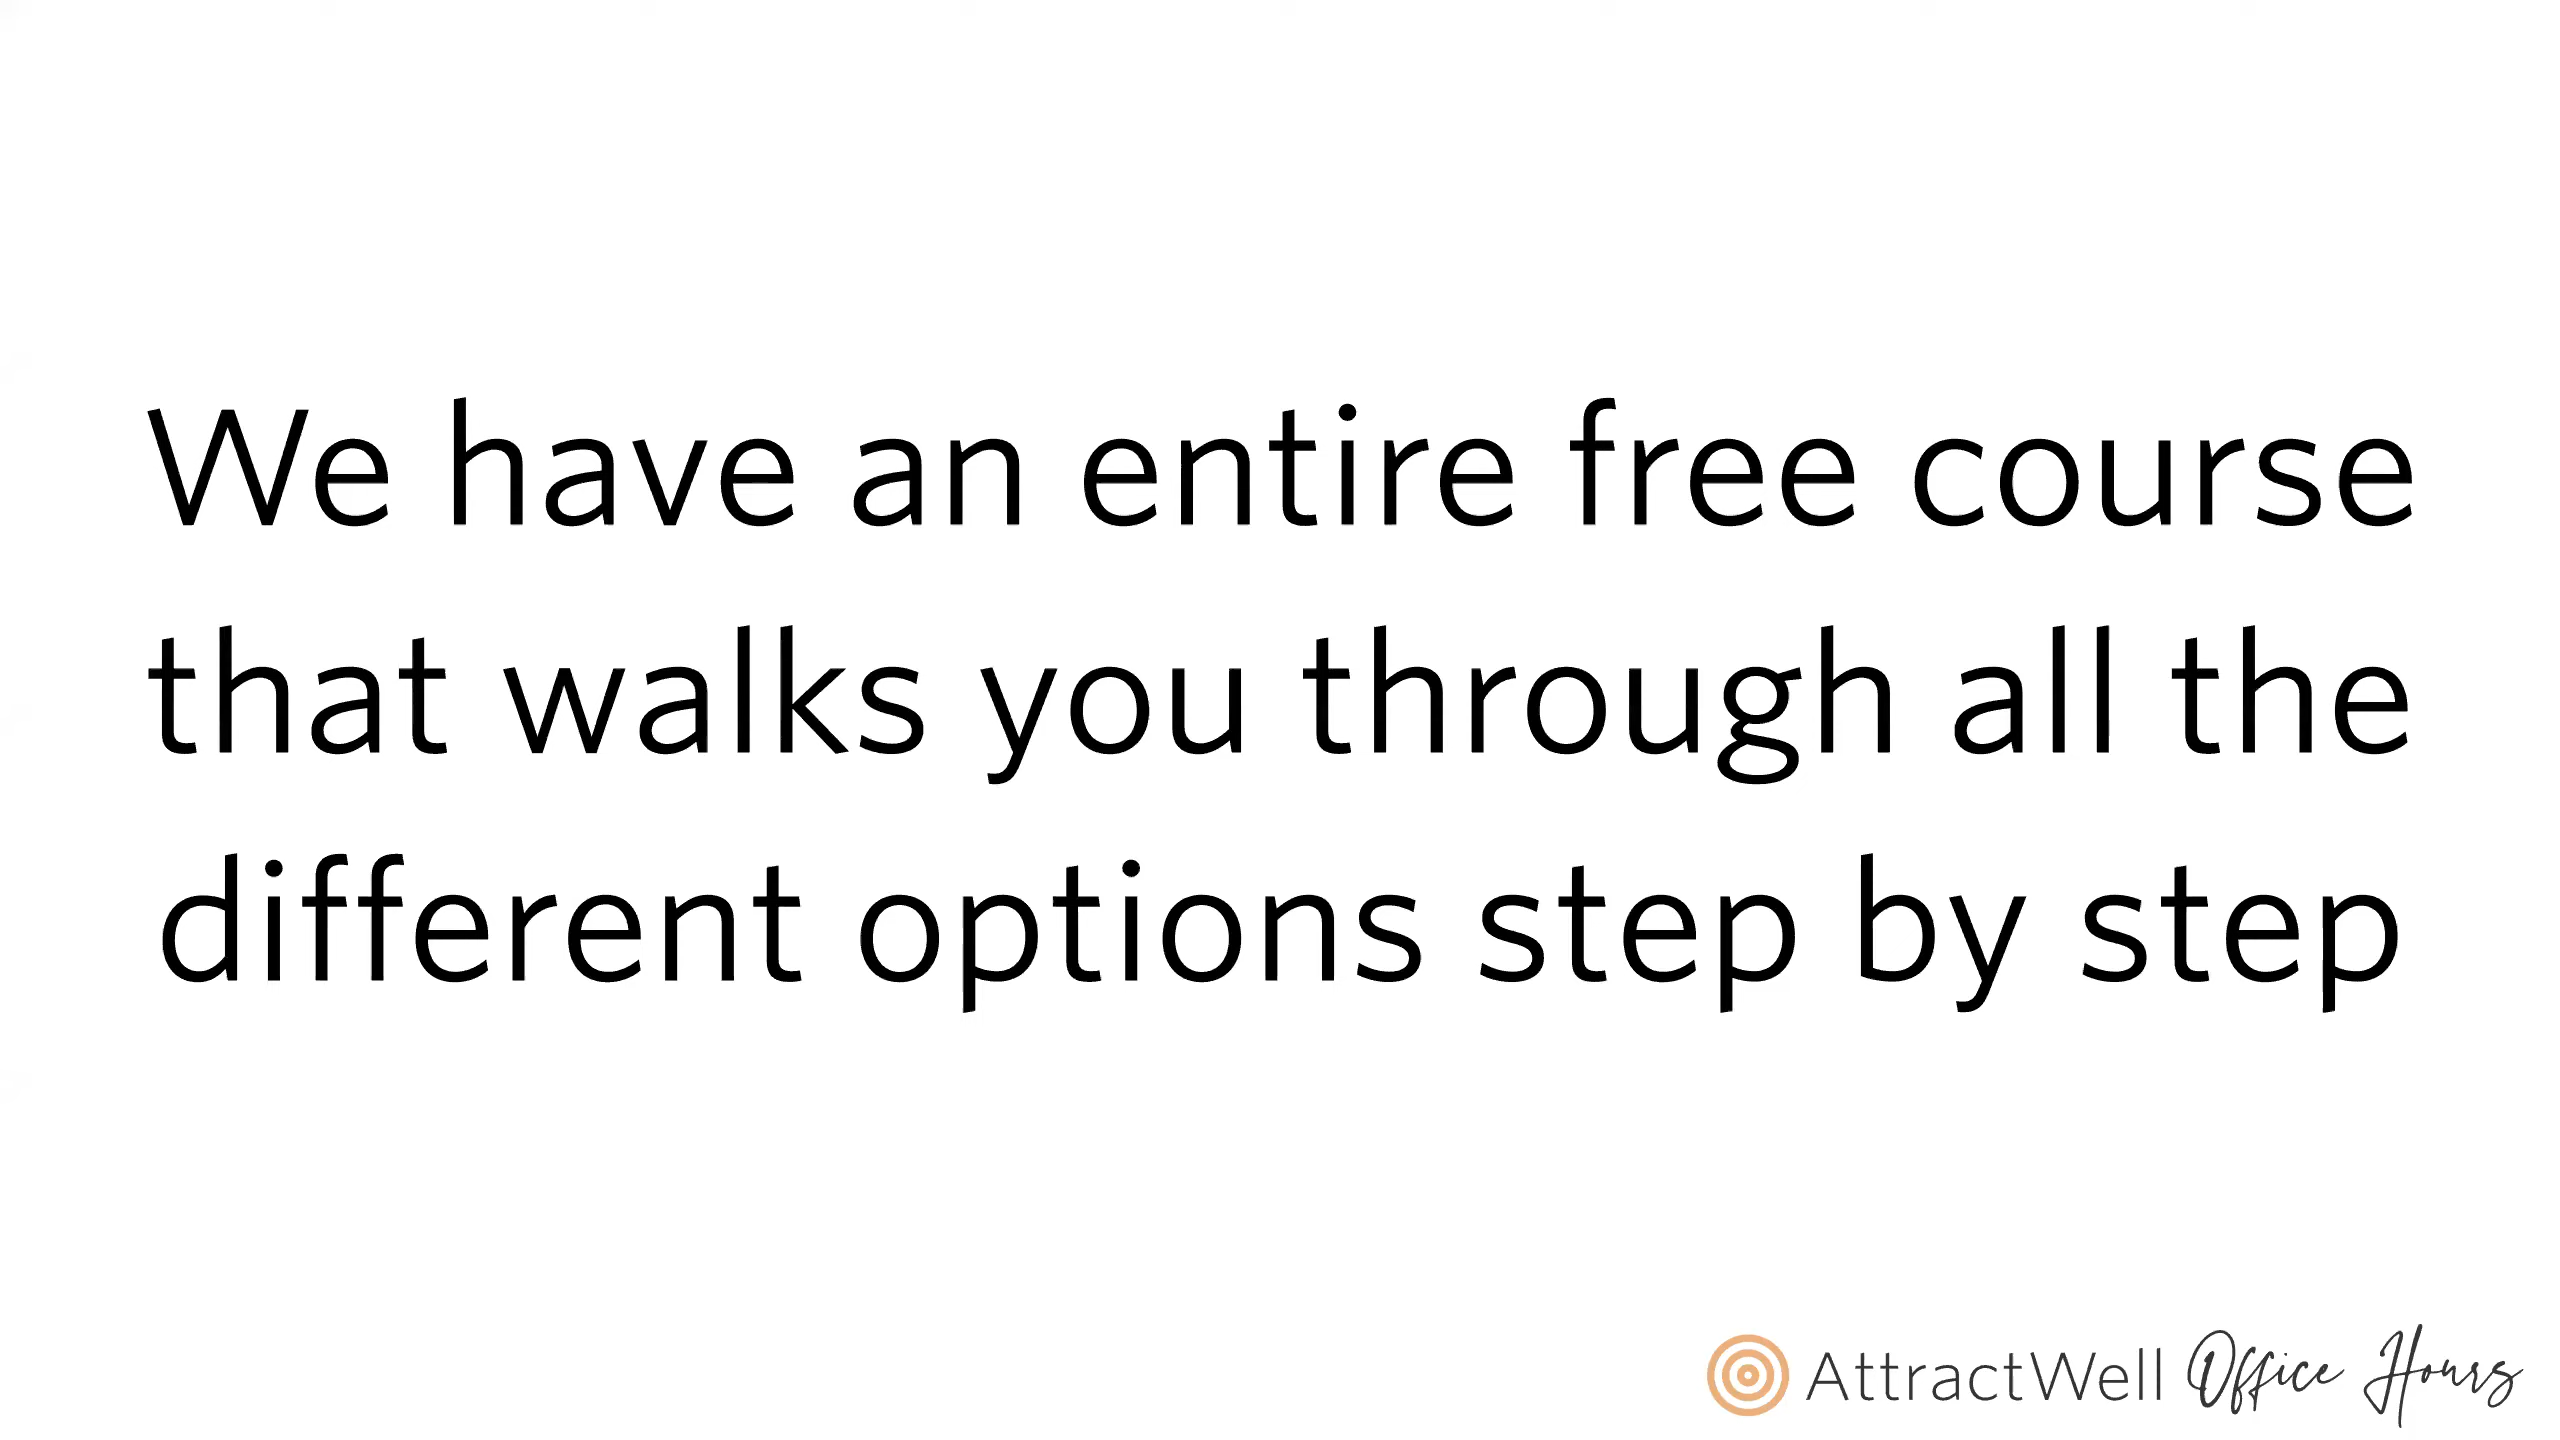 We have an entire free course
that walks you through all the
different options step by step
AttractWell Office Hours